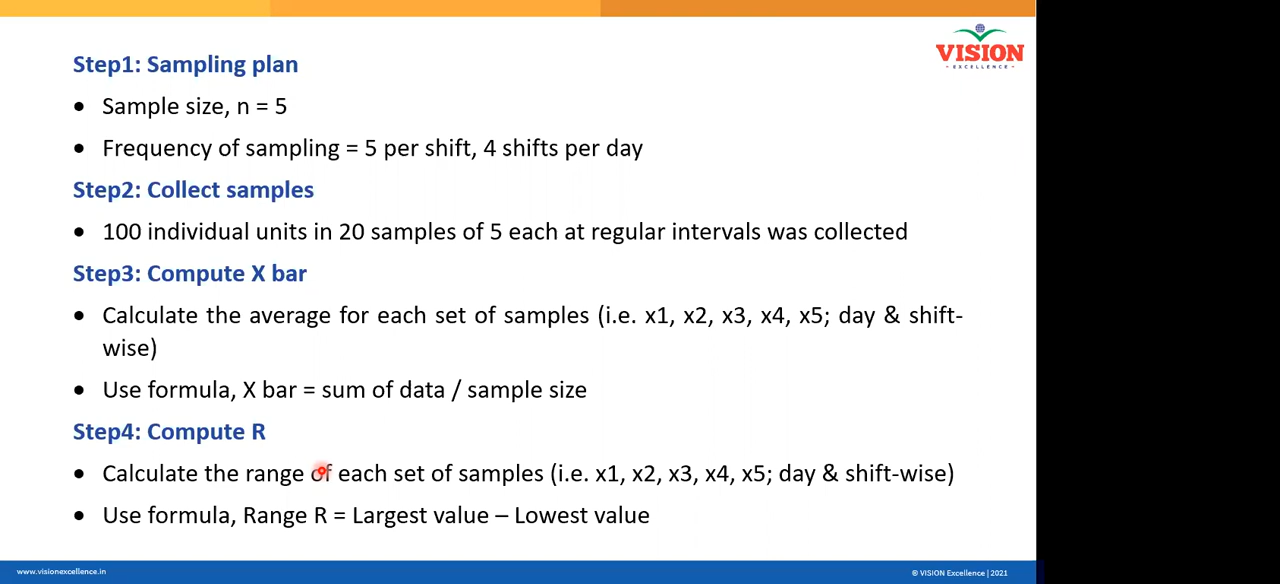 VISION
- EXCELLENCE -
Step1: Sampling plan
• Sample size, n = 5
• Frequency of sampling = 5 per shift, 4 shifts per day
Step2: Collect samples
• 100 individual units in 20 samples of 5 each at regular intervals was collected
Step3: Compute X bar
• Calculate the average for each set of samples (i.e. x1, x2, x3, x4, x5; day & shift-
wise)
• Use formula, X bar = sum of data / sample size
Step4: Compute R
• Calculate the range of each set of samples (i.e. x1, x2, x3, x4, x5; day & shift-wise)
• Use formula, Range R = Largest value – Lowest value
www.visionexcellence.in
© VISION Excellence | 2021